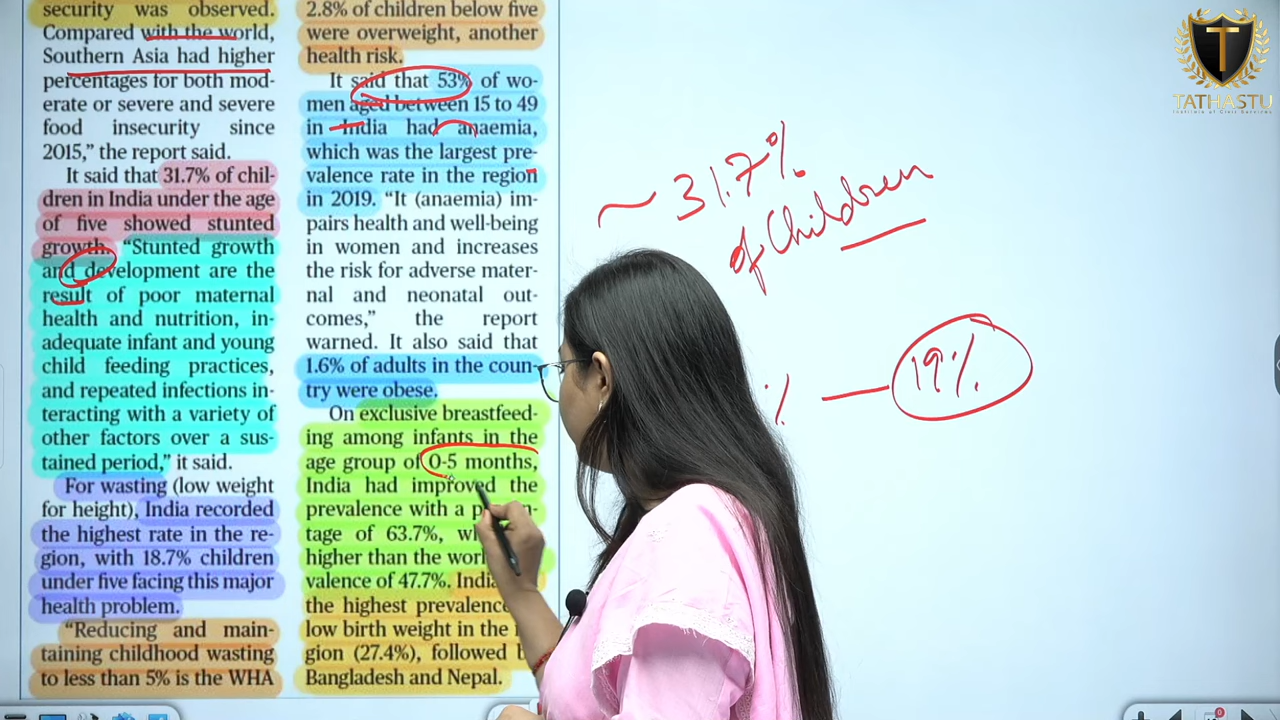 security was observed.
Compared with the world,
Southern Asia had higher
percentages for both mod-
erate or severe and severe
food insecurity since
2015,” the report said.
It said that 31.7% of chil-
dren in India under the age
of five showed stunted
growth. “Stunted growth
and development are the
result of poor maternal
health and nutrition, in-
adequate infant and young
child feeding practices,
and repeated infections in-
teracting with a variety of
other factors over a sus-
tained period,” it said.
For wasting (low weight
for height), India recorded
the highest rate in the re-
gion, with 18.7% children
under five facing this major
health problem.
“Reducing and main-
taining childhood wasting
to less than 5% is the WHA
2.8% of children below five
were overweight, another
health risk.
It said that 53% of wo-
men aged between 15 to 49
in India had anaemia,
which was the largest pre-
valence rate in the region
in 2019. “It (anaemia) im-
pairs health and well-being
in women and increases
the risk for adverse mater-
nal and neonatal out-
comes,” the report
warned. It also said that
1.6% of adults in the coun-
try were obese.
On exclusive breastfeed-
ing among infants in the
age group of 0-5 months,
India had improved the
prevalence with a
tage of 63.7%,
higher than the
valence of 47.7%. India
the highest prevalence
low birth weight in the
gion (27.4%), followed
Bangladesh and Nepal.
~31.7%
of Children
% — 19%
T
TATHASTU
Institute of Civil Services